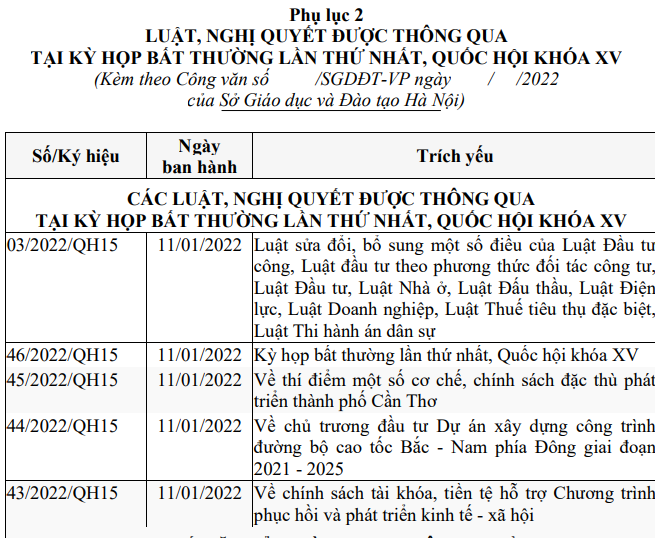 Phụ lục 2
LUẬT, NGHỊ QUYẾT ĐƯỢC THÔNG QUA
TẠI KỲ HỌP BẤT THƯỜNG LẦN THỨ NHẤT, QUỐC HỘI KHÓA XV
(Kèm theo Công văn số /SGDĐT-VP ngày / /2022
của Sở Giáo dục và Đào tạo Hà Nội)
Số/Ký hiệu Ngày ban hành Trích yếu
CÁC LUẬT, NGHỊ QUYẾT ĐƯỢC THÔNG QUA
TẠI KỲ HỌP BẤT THƯỜNG LẦN THỨ NHẤT, QUỐC HỘI KHÓA XV
03/2022/QH15 11/01/2022 Luật sửa đổi, bổ sung một số điều của Luật Đầu tư
công, Luật đầu tư theo phương thức đối tác công tư,
Luật Đầu tư, Luật Nhà ở, Luật Đấu thầu, Luật Điện
lực, Luật Doanh nghiệp, Luật Thuế tiêu thụ đặc biệt,
Luật Thi hành án dân sự
46/2022/QH15 11/01/2022 Kỳ họp bất thường lần thứ nhất, Quốc hội khóa XV
45/2022/QH15 11/01/2022 Về thí điểm một số cơ chế, chính sách đặc thù phát
triển thành phố Cần Thơ
44/2022/QH15 11/01/2022 Về chủ trương đầu tư Dự án xây dựng công trình
đường bộ cao tốc Bắc - Nam phía Đông giai đoạn
2021 - 2025
43/2022/QH15 11/01/2022 Về chính sách tài khóa, tiền tệ hỗ trợ Chương trình
phục hồi và phát triển kinh tế - xã hội